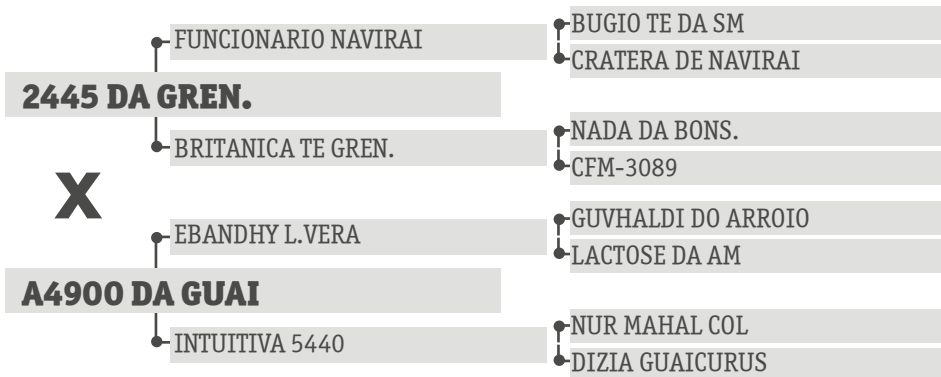 FUNCIONARIO NAVIRAI
BUGIO TE DA SM
CRATERA DE NAVIRAI
2445 DA GREN.
BRITANICA TE GREN.
NADA DA BONS.
CFM-3089
X
EBANDHY L.VERA
GUVHALDI DO ARROIO
LACTOSE DA AM
A4900 DA GUAI
INTUITIVA 5440
NUR MAHAL COL
DIZIA GUAICURUS